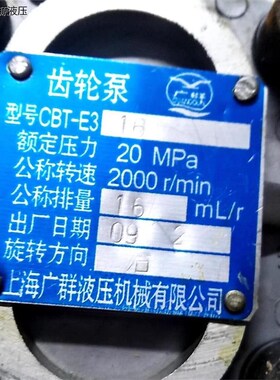 液压
齿轮泵
型号CBT-E3
额定压力 20 MPa
公称转速 2000 r/min
公称排量 16 mL/r
出厂日期 09 2
旋转方向 右
上海广群液压机械有限公司